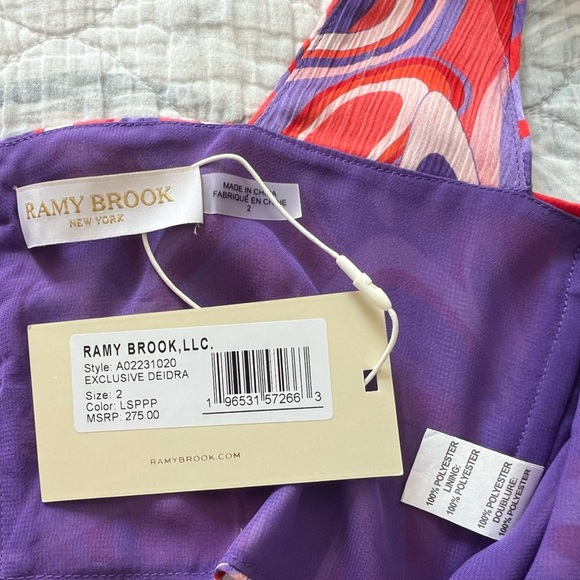 RAMY BROOK
NEW YORK
MADE IN CHINA
FABRIQUÉ EN CHINE
2
RAMY BROOK,LLC.
Style: A02231020
EXCLUSIVE DEIDRA
Size: 2
Color: LSPPP
MSRP: 275.00
1 96531 57266 3
RAMYBROOK.COM
100% POLYESTER
LINING:
100% POLYESTER
100% POLYESTER
DOUBLURE:
100% POLYESTER